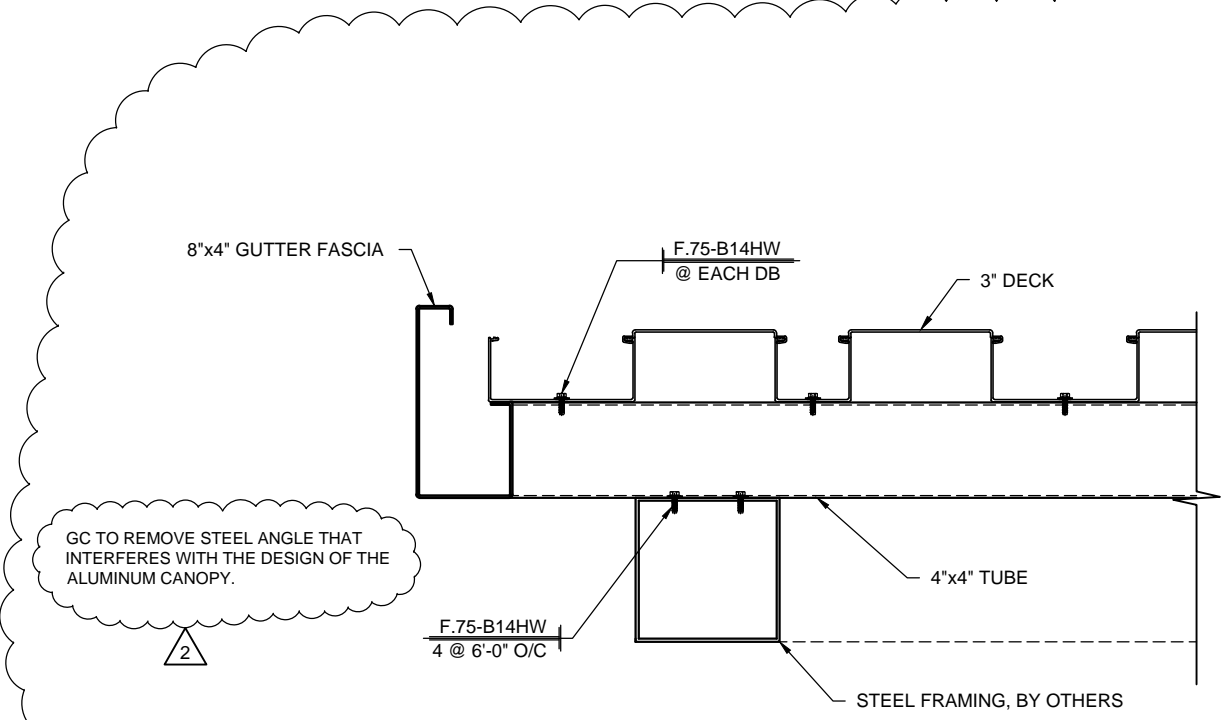 8"x4" GUTTER FASCIA
F.75-B14HW
@ EACH DB
3" DECK
GC TO REMOVE STEEL ANGLE THAT
INTERFERES WITH THE DESIGN OF THE
ALUMINUM CANOPY.
2
4"x4" TUBE
F.75-B14HW
4 @ 6'-0" O/C
STEEL FRAMING, BY OTHERS